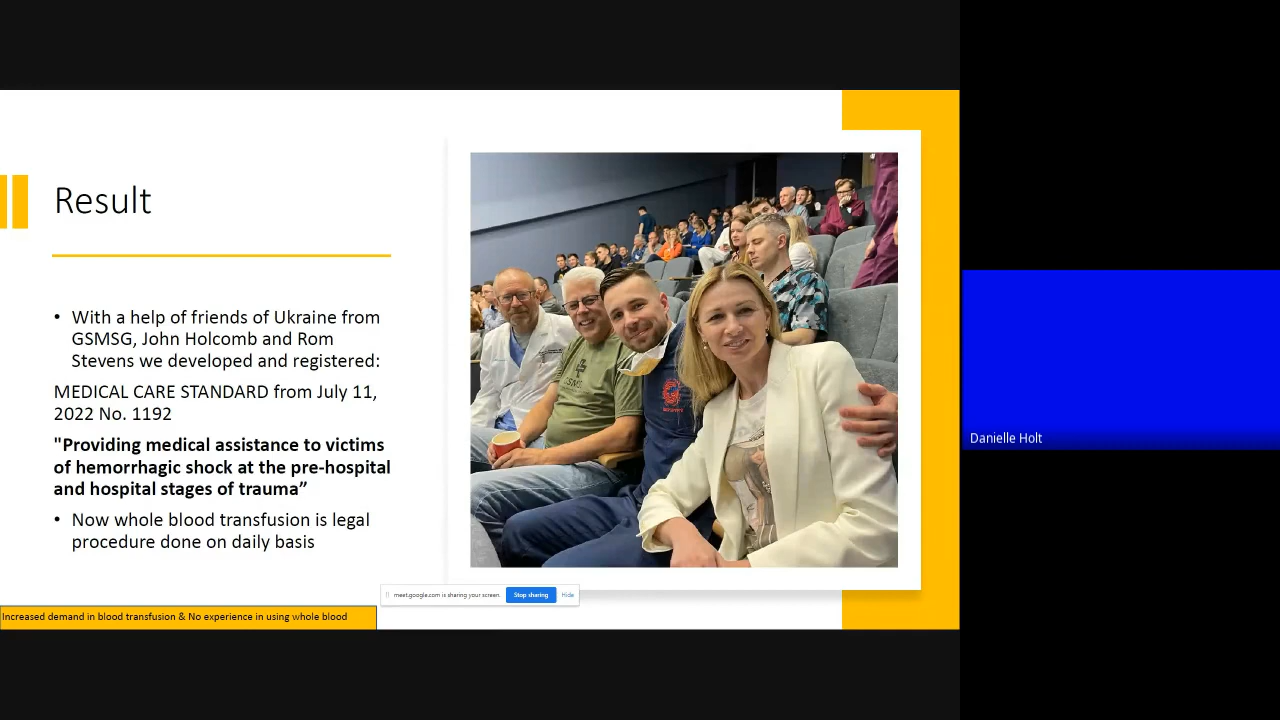 Result
• With a help of friends of Ukraine from
GSMSG, John Holcomb and Rom
Stevens we developed and registered:
MEDICAL CARE STANDARD from July 11,
2022 No. 1192
"Providing medical assistance to victims
of hemorrhagic shock at the pre-hospital
and hospital stages of trauma”
• Now whole blood transfusion is legal
procedure done on daily basis
meet.google.com is sharing your screen. Stop sharing Hide
Increased demand in blood transfusion & No experience in using whole blood
Danielle Holt